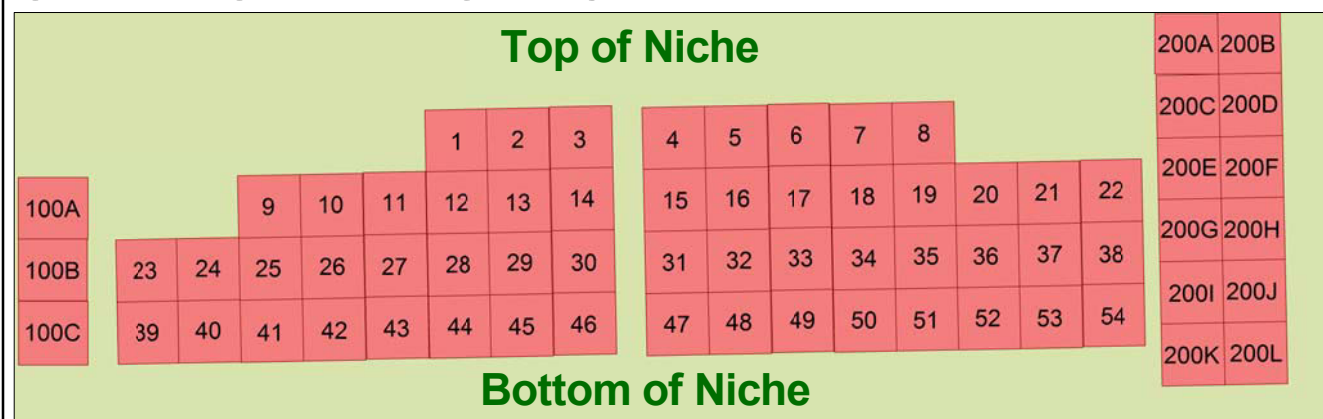 Top of Niche
200A 200B
200C 200D
1 2 3 4 5 6 7 8
200E 200F
100A 9 10 11 12 13 14 15 16 17 18 19 20 21 22
200G 200H
100B 23 24 25 26 27 28 29 30 31 32 33 34 35 36 37 38
200I 200J
100C 39 40 41 42 43 44 45 46 47 48 49 50 51 52 53 54
200K 200L
Bottom of Niche